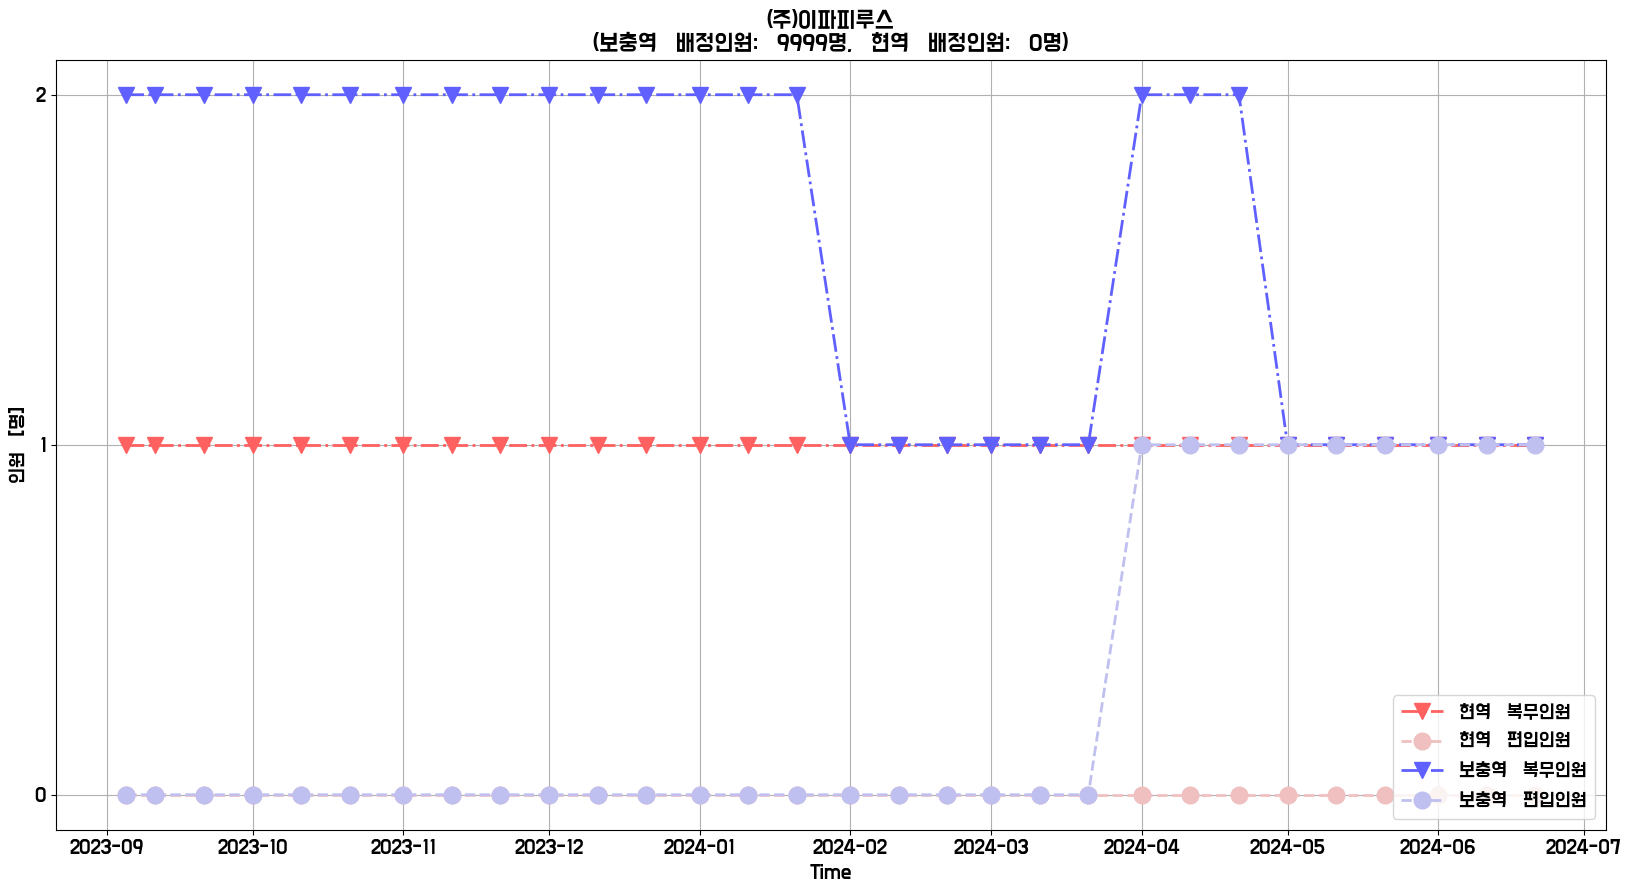 (주)이파피루스
(보충역 배정인원: 9999명, 현역 배정인원: 0명)
2
1
0
인원 [명]
2023-09 2023-10 2023-11 2023-12 2024-01 2024-02 2024-03 2024-04 2024-05 2024-06 2024-07
Time
현역 복무인원
현역 편입인원
보충역 복무인원
보충역 편입인원